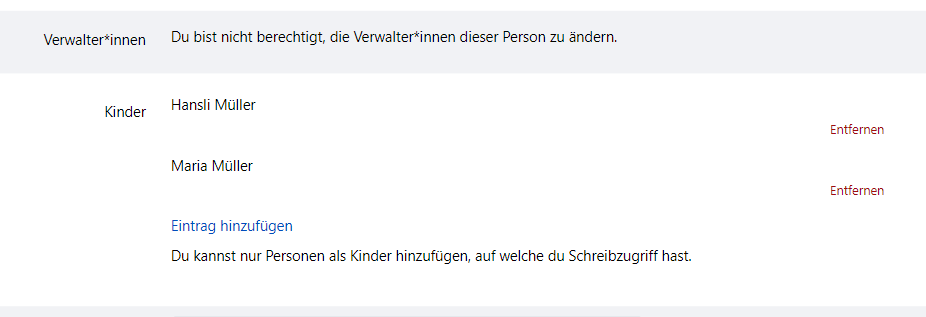 Verwalter*innen
Du bist nicht berechtigt, die Verwalter*innen dieser Person zu ändern.
Kinder
Hansli Müller
Entfernen
Maria Müller
Entfernen
Eintrag hinzufügen
Du kannst nur Personen als Kinder hinzufügen, auf welche du Schreibzugriff hast.